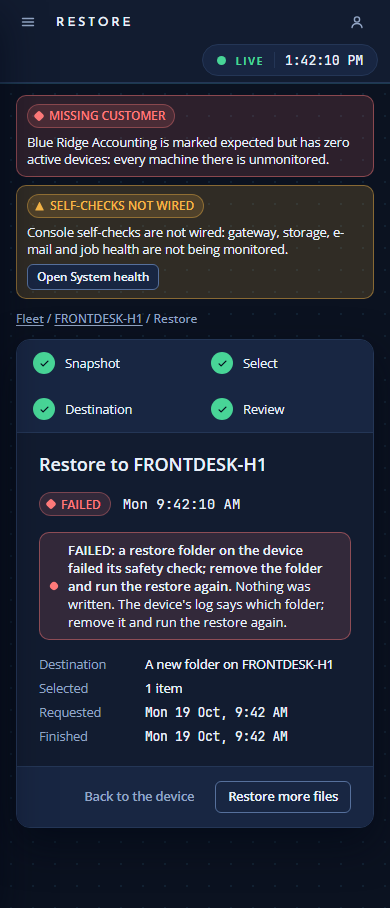 RESTORE
LIVE 1:42:10 PM
MISSING CUSTOMER
Blue Ridge Accounting is marked expected but has zero
active devices: every machine there is unmonitored.
SELF-CHECKS NOT WIRED
Console self-checks are not wired: gateway, storage, e-
mail and job health are not being monitored.
Open System health
Fleet / FRONTDESK-H1 / Restore
Snapshot
Select
Destination
Review
Restore to FRONTDESK-H1
FAILED Mon 9:42:10 AM
FAILED: a restore folder on the device
failed its safety check; remove the folder
and run the restore again. Nothing was
written. The device's log says which folder;
remove it and run the restore again.
Destination A new folder on FRONTDESK-H1
Selected 1 item
Requested Mon 19 Oct, 9:42 AM
Finished Mon 19 Oct, 9:42 AM
Back to the device
Restore more files